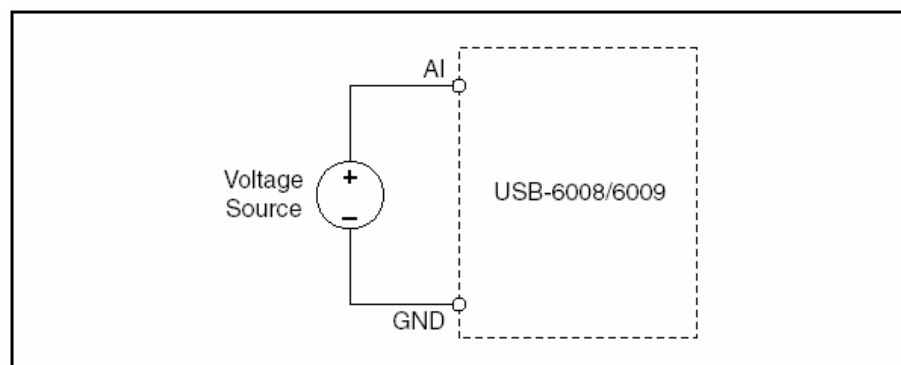 AI
Voltage
Source
+
−
USB-6008/6009
GND